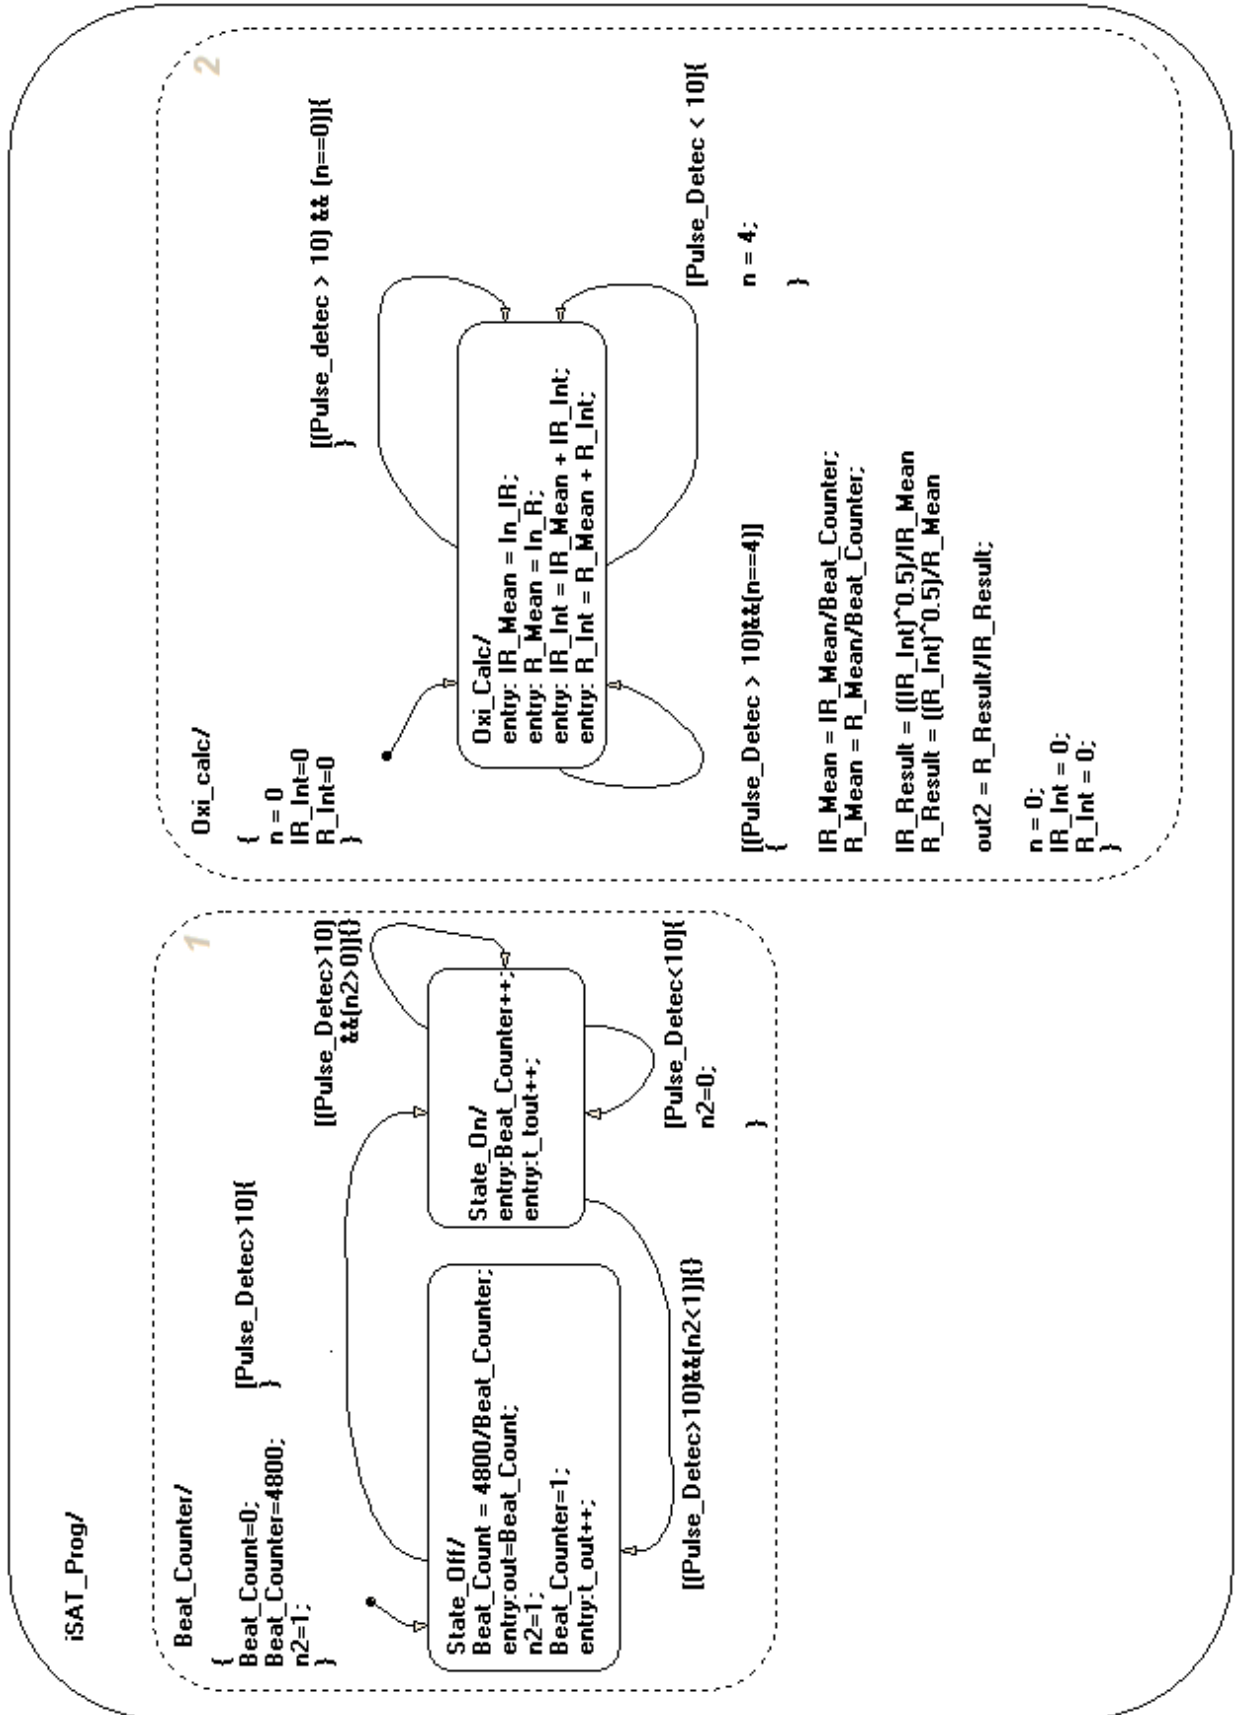 iSAT_Prog/
Beat_Counter/
1
{
Beat_Count=0;
Beat_Counter=4800;
n2=1;
}
[Pulse_Detec>10]{
}
[(Pulse_Detec>10)
&&(n2>0)]{}
State_Off/
Beat_Count = 4800/Beat_Counter;
entry:out=Beat_Count;
n2=1;
Beat_Counter=1;
entry:t_out++;
State_On/
entry:Beat_Counter++;
entry:t_tout++;
[(Pulse_Detec>10)&&(n2<1)]{}
[Pulse_Detec<10]{
n2=0;
}
Oxi_calc/
2
{
n = 0
IR_Int=0
R_Int=0
}
[(Pulse_detec > 10) && (n==0)]{
}
Oxi_Calc/
entry: IR_Mean = In_IR;
entry: R_Mean = In_R;
entry: IR_Int = IR_Mean + IR_Int;
entry: R_Int = R_Mean + R_Int;
[Pulse_Detec < 10]{
n = 4;
}
[(Pulse_Detec > 10)&&(n==4)]
{
IR_Mean = IR_Mean/Beat_Counter;
R_Mean = R_Mean/Beat_Counter;
IR_Result = ((IR_Int)^0.5)/IR_Mean
R_Result = ((R_Int)^0.5)/R_Mean
out2 = R_Result/IR_Result;
n = 0;
IR_Int = 0;
R_Int = 0;
}